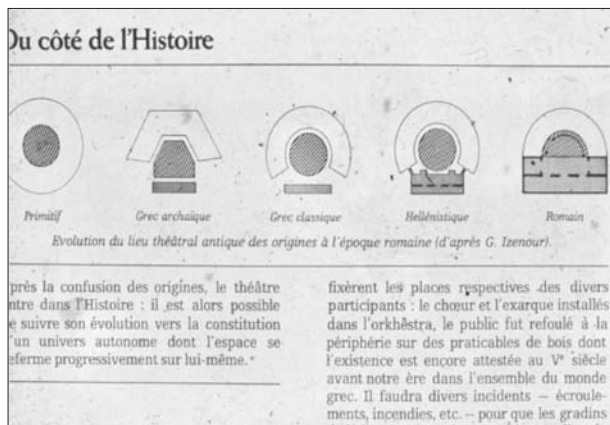 Du côté de l'Histoire
Primitif
Grec archaïque
Grec classique
Hellénistique
Romain
Evolution du lieu théâtral antique des origines à l'époque romaine (d'après G. Izenour).
près la confusion des origines, le théâtre
ntre dans l'Histoire : il est alors possible
e suivre son évolution vers la constitution
'un univers autonome dont l'espace se
eferme progressivement sur lui-même.*
fixèrent les places respectives des divers
participants : le chœur et l'exarque installés
dans l'orkhêstra, le public fut refoulé à la
périphérie sur des praticables de bois dont
l'existence est encore attestée au Vᵉ siècle
avant notre ère dans l'ensemble du monde
grec. Il faudra divers incidents – écroule-
ments, incendies, etc. – pour que les gradins